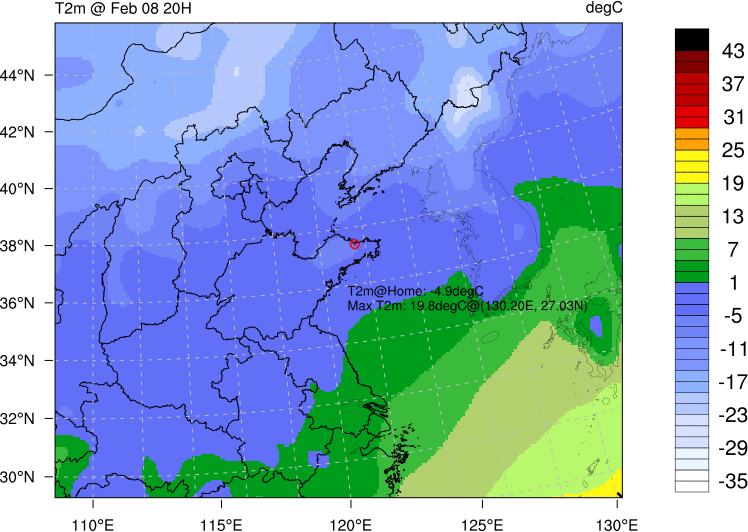 T2m @ Feb 08 20H
degC
44°N
42°N
40°N
38°N
36°N
34°N
32°N
30°N
110°E
115°E
120°E
125°E
130°E
T2m@Home: -4.9degC
Max T2m: 19.8degC@(130.20E, 27.03N)
43
37
31
25
19
13
7
1
-5
-11
-17
-23
-29
-35